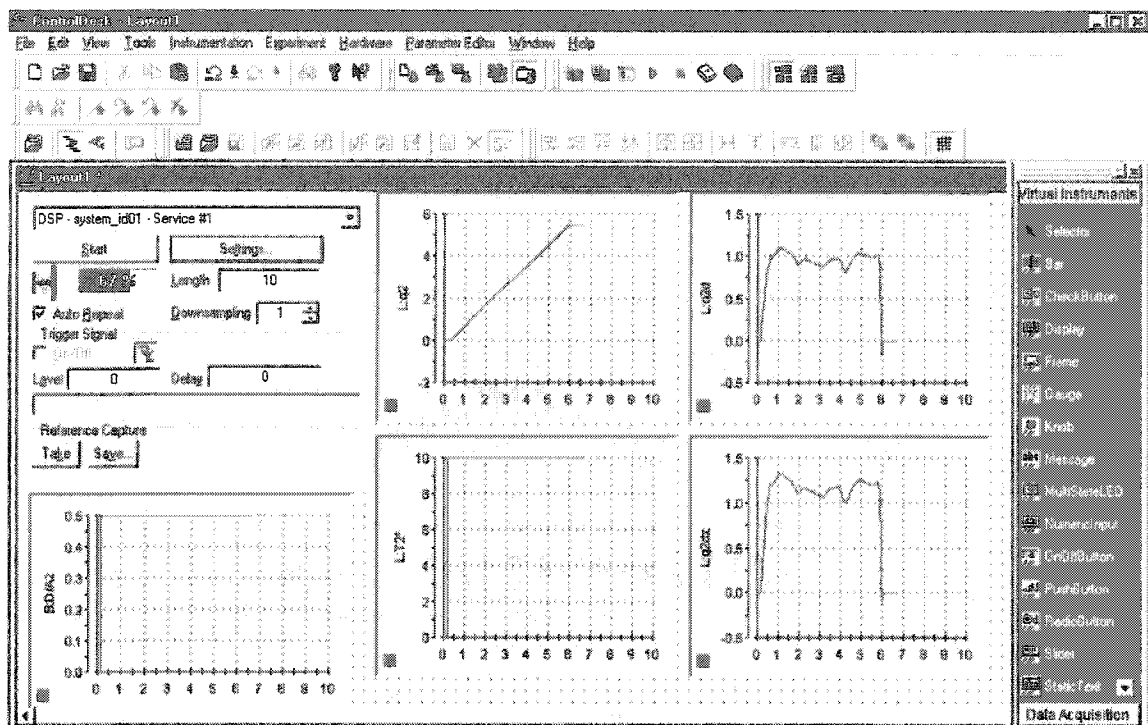 ControlDesk - Layout1
File Edit View Tools Instrumentation Experiment Hardware Parameter Editor Window Help
Layout1 *
DSP - system_id01 - Service #1
Start Settings...
67 % Length 10
Auto Repeat Downsampling 1
Trigger Signal
On/Off
Level 0 Delay 0
Reference Capture
Take Save...
6
4
2
0
-2
0 1 2 3 4 5 6 7 8 9 10
1.5
1.0
0.5
0.0
-0.5
0 1 2 3 4 5 6 7 8 9 10
B:D/A2
0.5
0.4
0.3
0.2
0.1
0.0
0 1 2 3 4 5 6 7 8 9 10
10
8
6
4
2
0
0 1 2 3 4 5 6 7 8 9 10
1.5
1.0
0.5
0.0
-0.5
0 1 2 3 4 5 6 7 8 9 10
Virtual Instruments
Selector
Bar
CheckButton
Display
Frame
Gauge
Knob
Message
MultiStateLED
NumericInput
OnOffButton
PushButton
RadioButton
Slider
StaticText
Data Acquisition